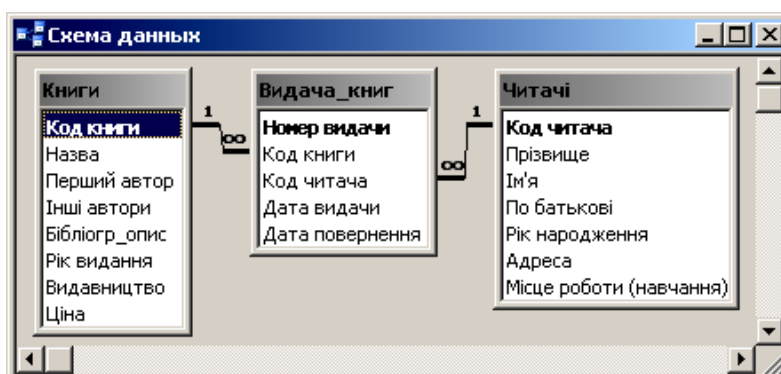 Схема данных
Книги
Код книги
Назва
Перший автор
Інші автори
Бібліогр_опис
Рік видання
Видавництво
Ціна
1
∞
Видача_книг
Номер видачи
Код книги
Код читача
Дата видачи
Дата повернення
1
∞
Читачі
Код читача
Прізвище
Ім'я
По батькові
Рік народження
Адреса
Місце роботи (навчання)